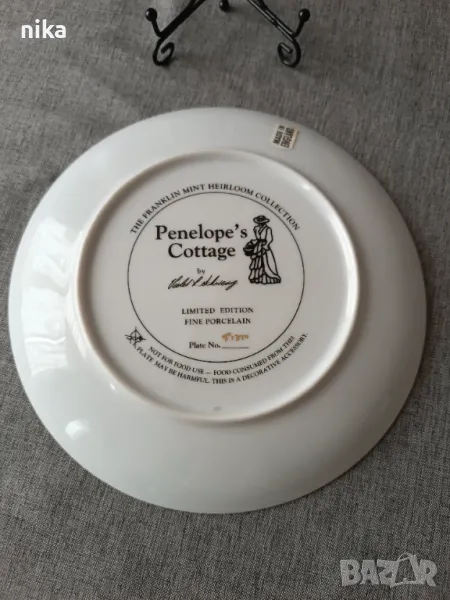 nika
MADE IN
ENGLAND
THE FRANKLIN MINT HEIRLOOM COLLECTION
Penelope's
Cottage
by
LIMITED EDITION
FINE PORCELAIN
Plate No.
NOT FOR FOOD USE — FOOD CONSUMED FROM THIS
PLATE MAY BE HARMFUL. THIS IS A DECORATIVE ACCESSORY.
BAZAR